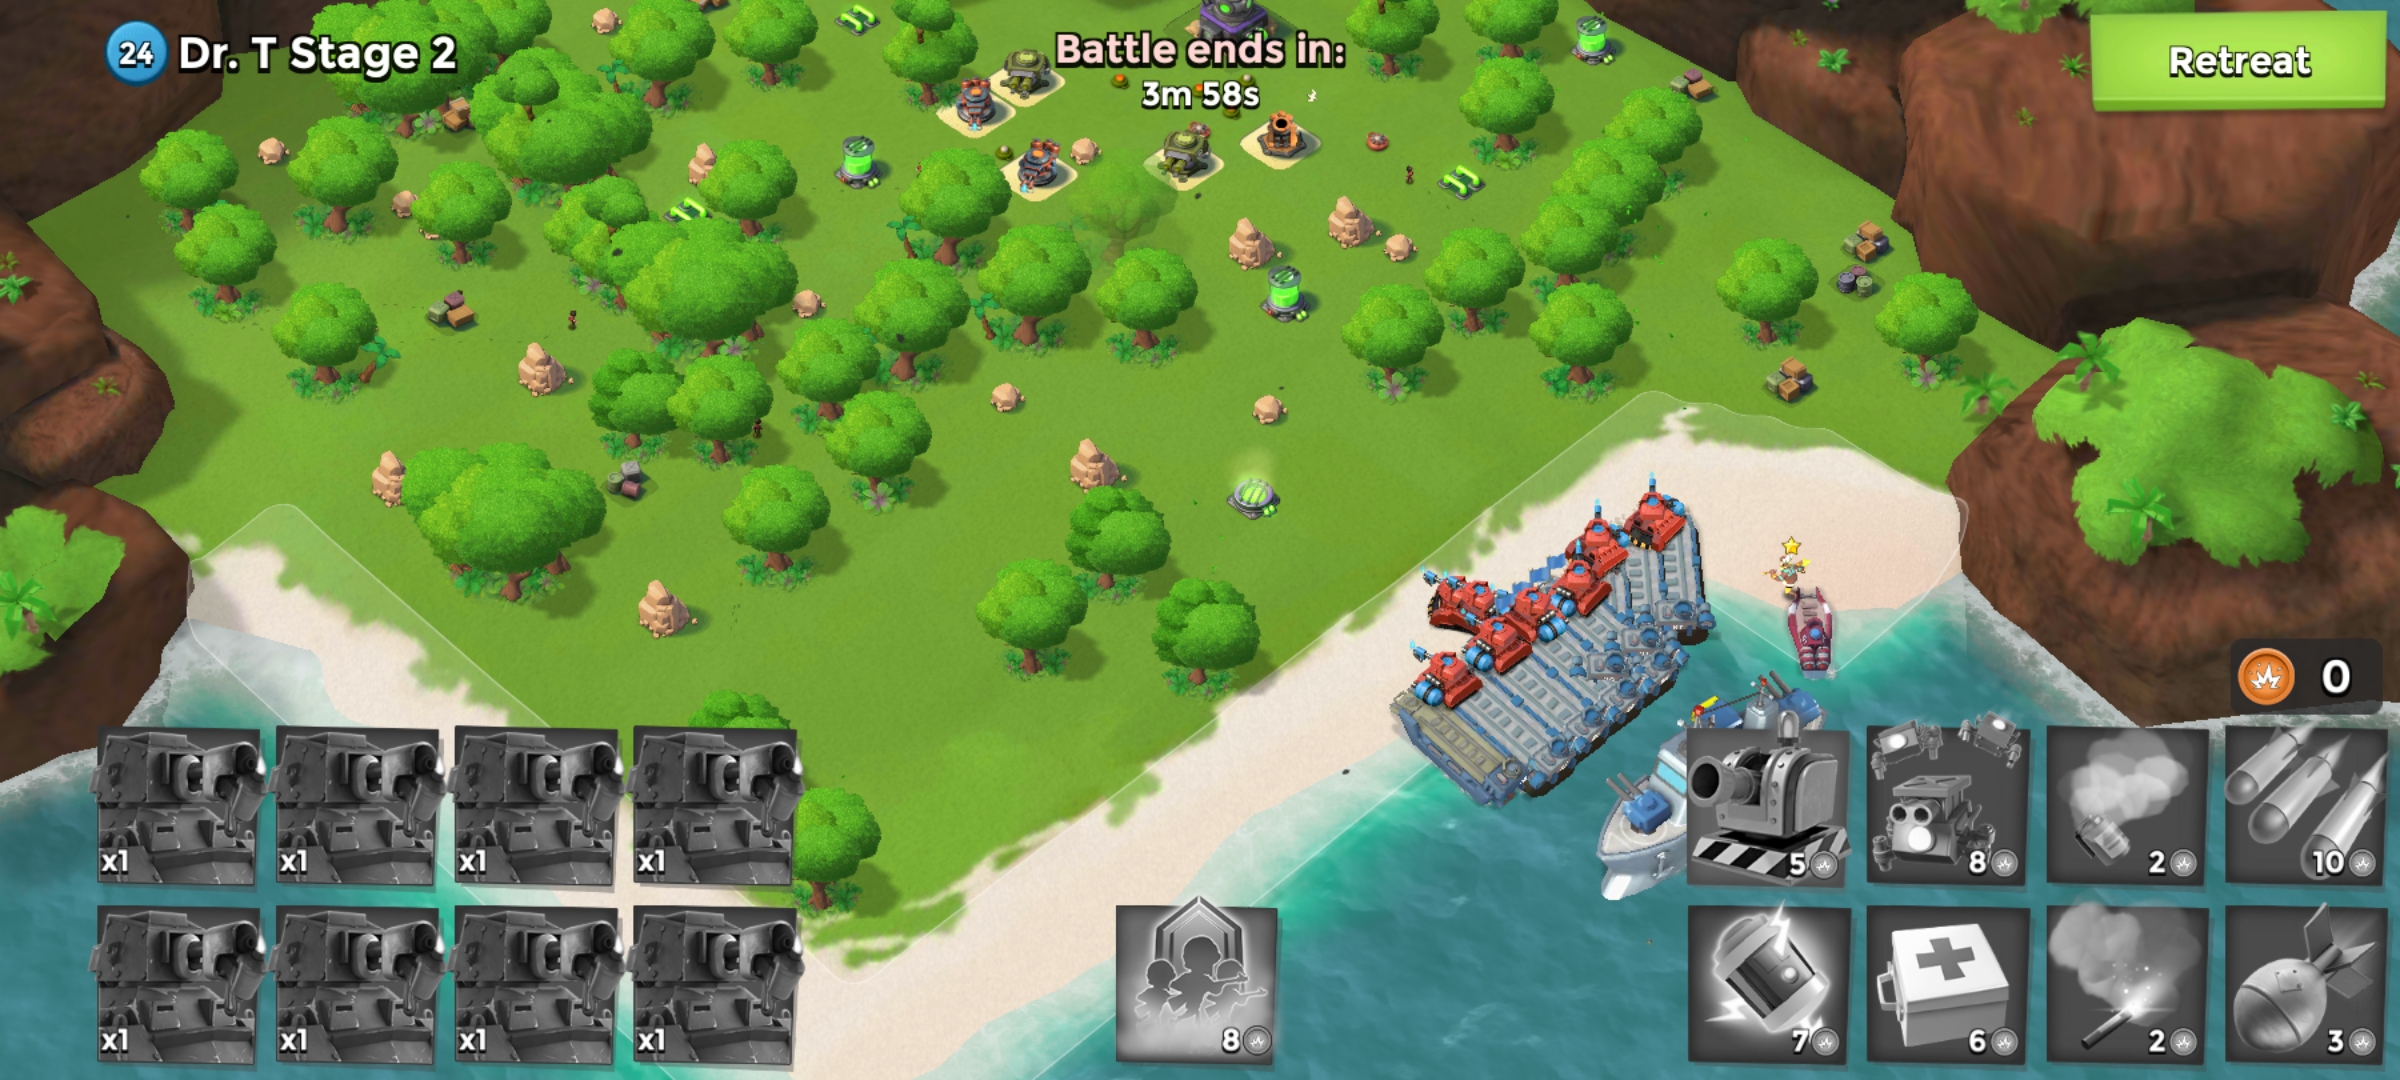 24 Dr. T Stage 2
Battle ends in:
3m 58s
Retreat
0
x1 x1 x1 x1
5 8 2 10
x1 x1 x1 x1
8
7 6 2 3